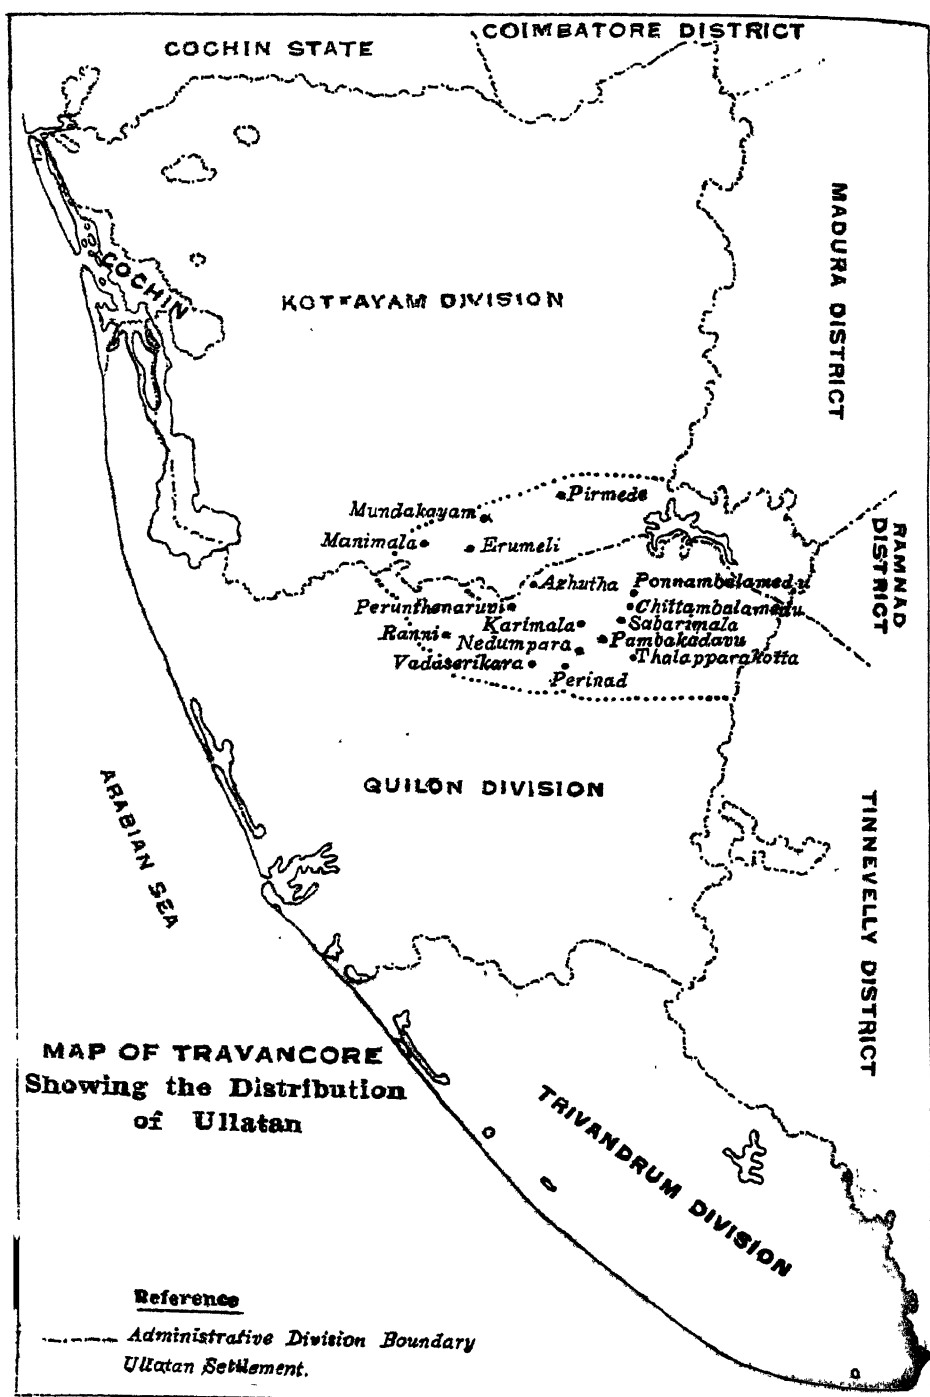 COCHIN STATE
COIMBATORE DISTRICT
MADURA DISTRICT
COCHIN
KOTTAYAM DIVISION
Pirmede
Mundakayam
Manimala
Erumeli
RAMNAD
DISTRICT
Azhutha
Ponnambalamedu
Perunthenaruvi
Chittambalamedu
Karimala
Sabarimala
Ranni
Nedumpara
Pambakadavu
Vadaserikara
Thalapparakotta
Perinad
QUILON DIVISION
ARABIAN SEA
TINNEVELLY DISTRICT
MAP OF TRAVANCORE
Showing the Distribution
of Ullatan
TRIVANDRUM DIVISION
Reference
Administrative Division Boundary
Ullatan Settlement.